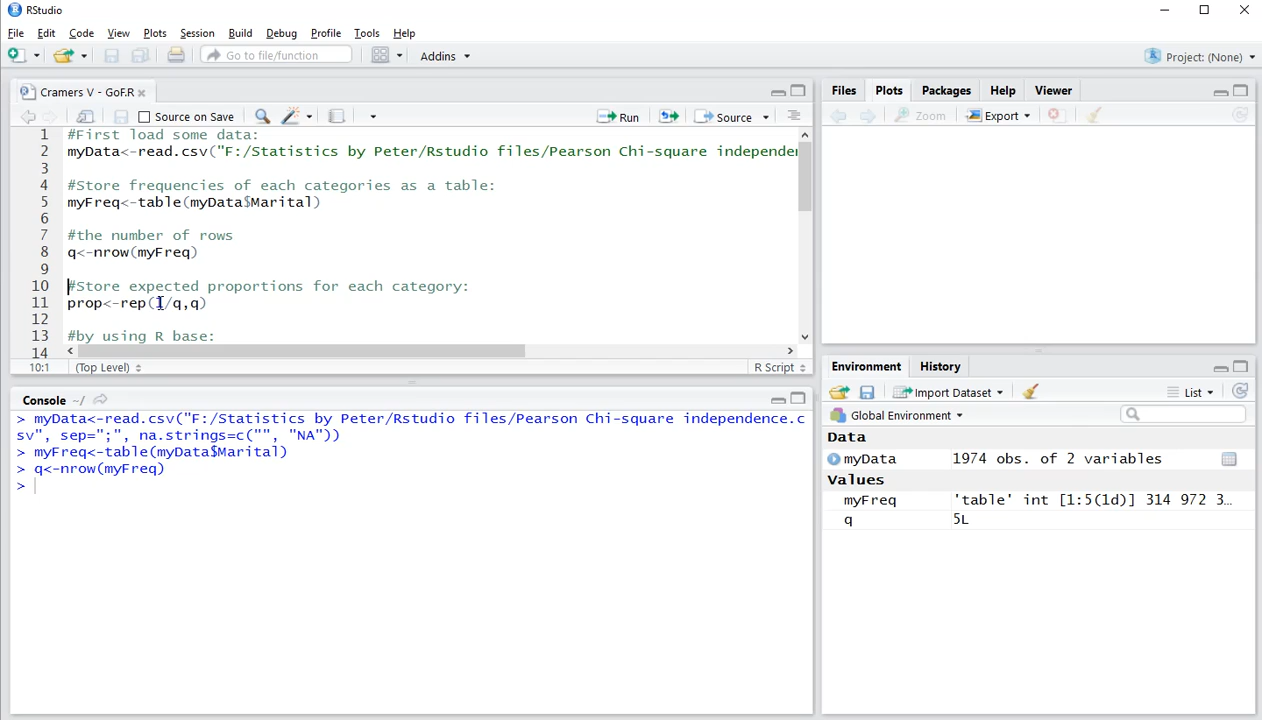 RStudio
File Edit Code View Plots Session Build Debug Profile Tools Help
Go to file/function Addins Project: (None)
Cramers V - GoF.R
Source on Save Run Source
1 #First load some data:
2 myData<-read.csv("F:/Statistics by Peter/Rstudio files/Pearson Chi-square independen
3
4 #Store frequencies of each categories as a table:
5 myFreq<-table(myData$Marital)
6
7 #the number of rows
8 q<-nrow(myFreq)
9
10 #Store expected proportions for each category:
11 prop<-rep(1/q,q)
12
13 #by using R base:
14
10:1 (Top Level) R Script
Console ~/
> myData<-read.csv("F:/Statistics by Peter/Rstudio files/Pearson Chi-square independence.c
sv", sep=";", na.strings=c("", "NA"))
> myFreq<-table(myData$Marital)
> q<-nrow(myFreq)
>
Files Plots Packages Help Viewer
Zoom Export
Environment History
Import Dataset List
Global Environment
Data
myData 1974 obs. of 2 variables
Values
myFreq 'table' int [1:5(1d)] 314 972 3…
q 5L